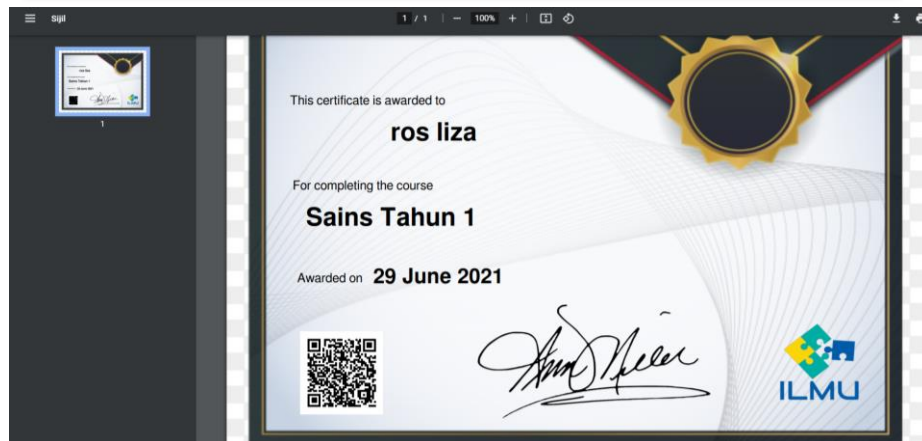 Sijil
1 / 1
100%
This certificate is awarded to
ros liza
For completing the course
Sains Tahun 1
Awarded on 29 June 2021
ILMU
1